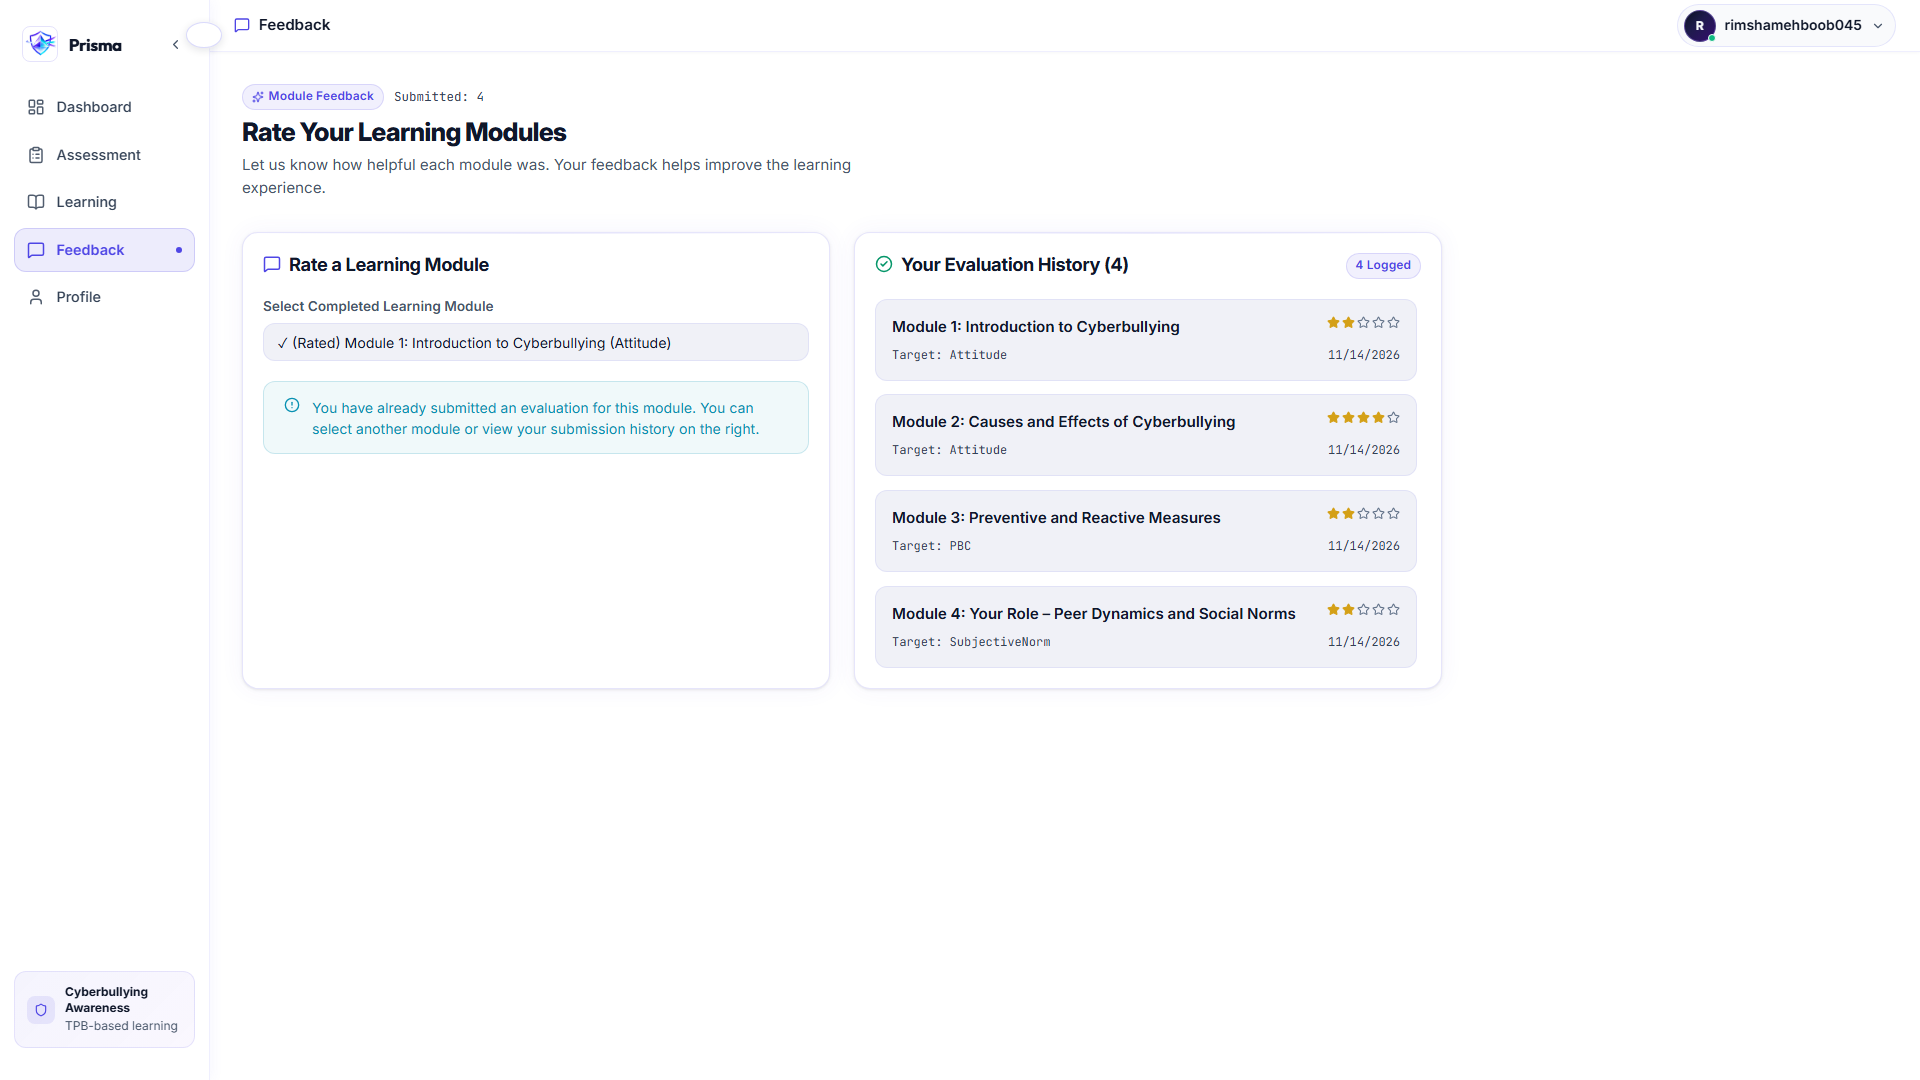 Prisma
Dashboard
Assessment
Learning
Feedback
Profile
Cyberbullying
Awareness
TPB-based learning
Feedback
R
rimshamehboob045
Module Feedback
Submitted: 4
Rate Your Learning Modules
Let us know how helpful each module was. Your feedback helps improve the learning
experience.
Rate a Learning Module
Select Completed Learning Module
✓ (Rated) Module 1: Introduction to Cyberbullying (Attitude)
You have already submitted an evaluation for this module. You can
select another module or view your submission history on the right.
Your Evaluation History (4)
4 Logged
Module 1: Introduction to Cyberbullying
Target: Attitude
11/14/2026
Module 2: Causes and Effects of Cyberbullying
Target: Attitude
11/14/2026
Module 3: Preventive and Reactive Measures
Target: PBC
11/14/2026
Module 4: Your Role – Peer Dynamics and Social Norms
Target: SubjectiveNorm
11/14/2026